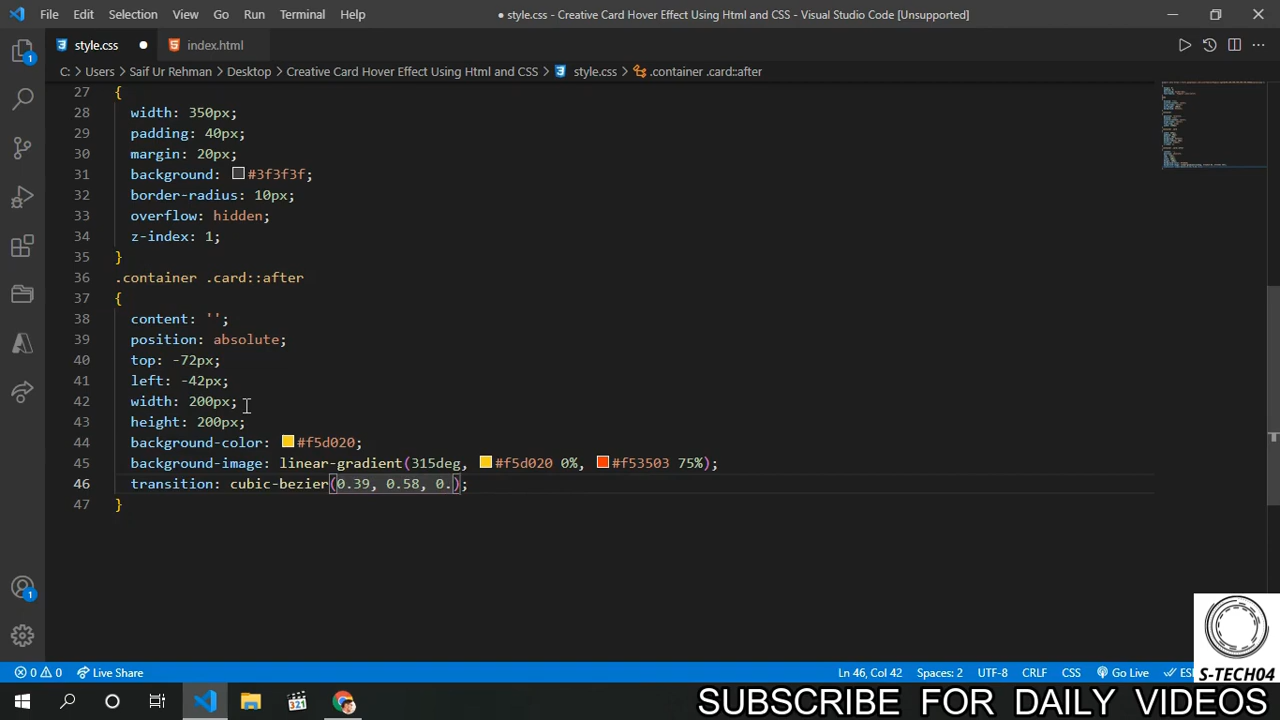 File Edit Selection View Go Run Terminal Help ● style.css - Creative Card Hover Effect Using Html and CSS - Visual Studio Code [Unsupported]
style.css ● index.html
C: > Users > Saif Ur Rehman > Desktop > Creative Card Hover Effect Using Html and CSS > style.css > .container .card::after
27 {
28 width: 350px;
29 padding: 40px;
30 margin: 20px;
31 background: #3f3f3f;
32 border-radius: 10px;
33 overflow: hidden;
34 z-index: 1;
35 }
36 .container .card::after
37 {
38 content: '';
39 position: absolute;
40 top: -72px;
41 left: -42px;
42 width: 200px;
43 height: 200px;
44 background-color: #f5d020;
45 background-image: linear-gradient(315deg, #f5d020 0%, #f53503 75%);
46 transition: cubic-bezier(0.39, 0.58, 0.);
47 }
1
1
S-TECH04
0 0 Live Share Ln 46, Col 42 Spaces: 2 UTF-8 CRLF CSS Go Live
321
SUBSCRIBE FOR DAILY VIDEOS